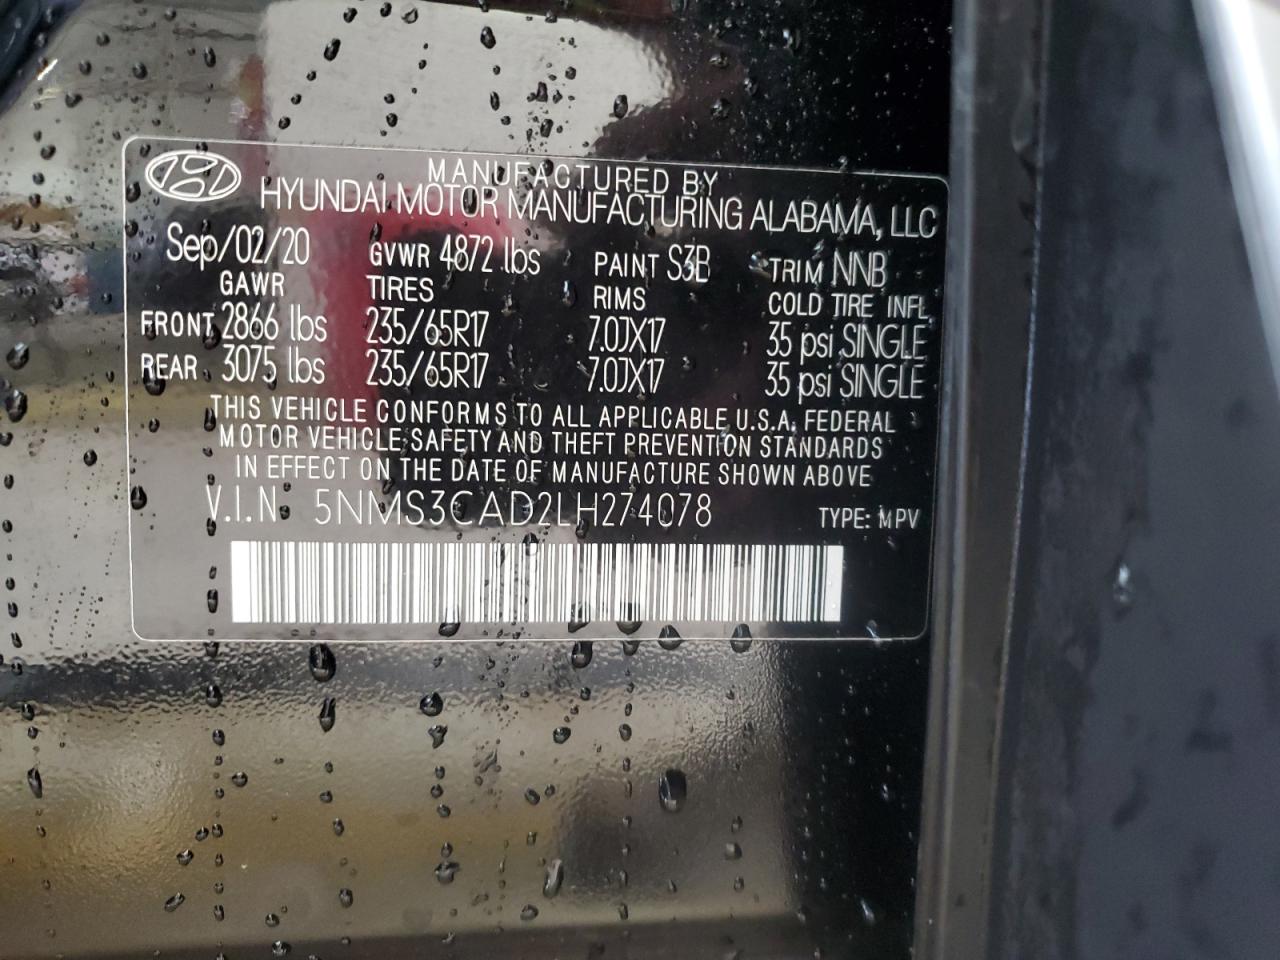 MANUFACTURED BY
HYUNDAI MOTOR MANUFACTURING ALABAMA, LLC
Sep/02/20 GVWR 4872 lbs PAINT S3B TRIM NNB
GAWR TIRES RIMS COLD TIRE INFL
FRONT 2866 lbs 235/65R17 7.0JX17 35 psi SINGLE
REAR 3075 lbs 235/65R17 7.0JX17 35 psi SINGLE
THIS VEHICLE CONFORMS TO ALL APPLICABLE U.S.A. FEDERAL
MOTOR VEHICLE SAFETY AND THEFT PREVENTION STANDARDS
IN EFFECT ON THE DATE OF MANUFACTURE SHOWN ABOVE
V.I.N: 5NMS3CAD2LH274078 TYPE: MPV